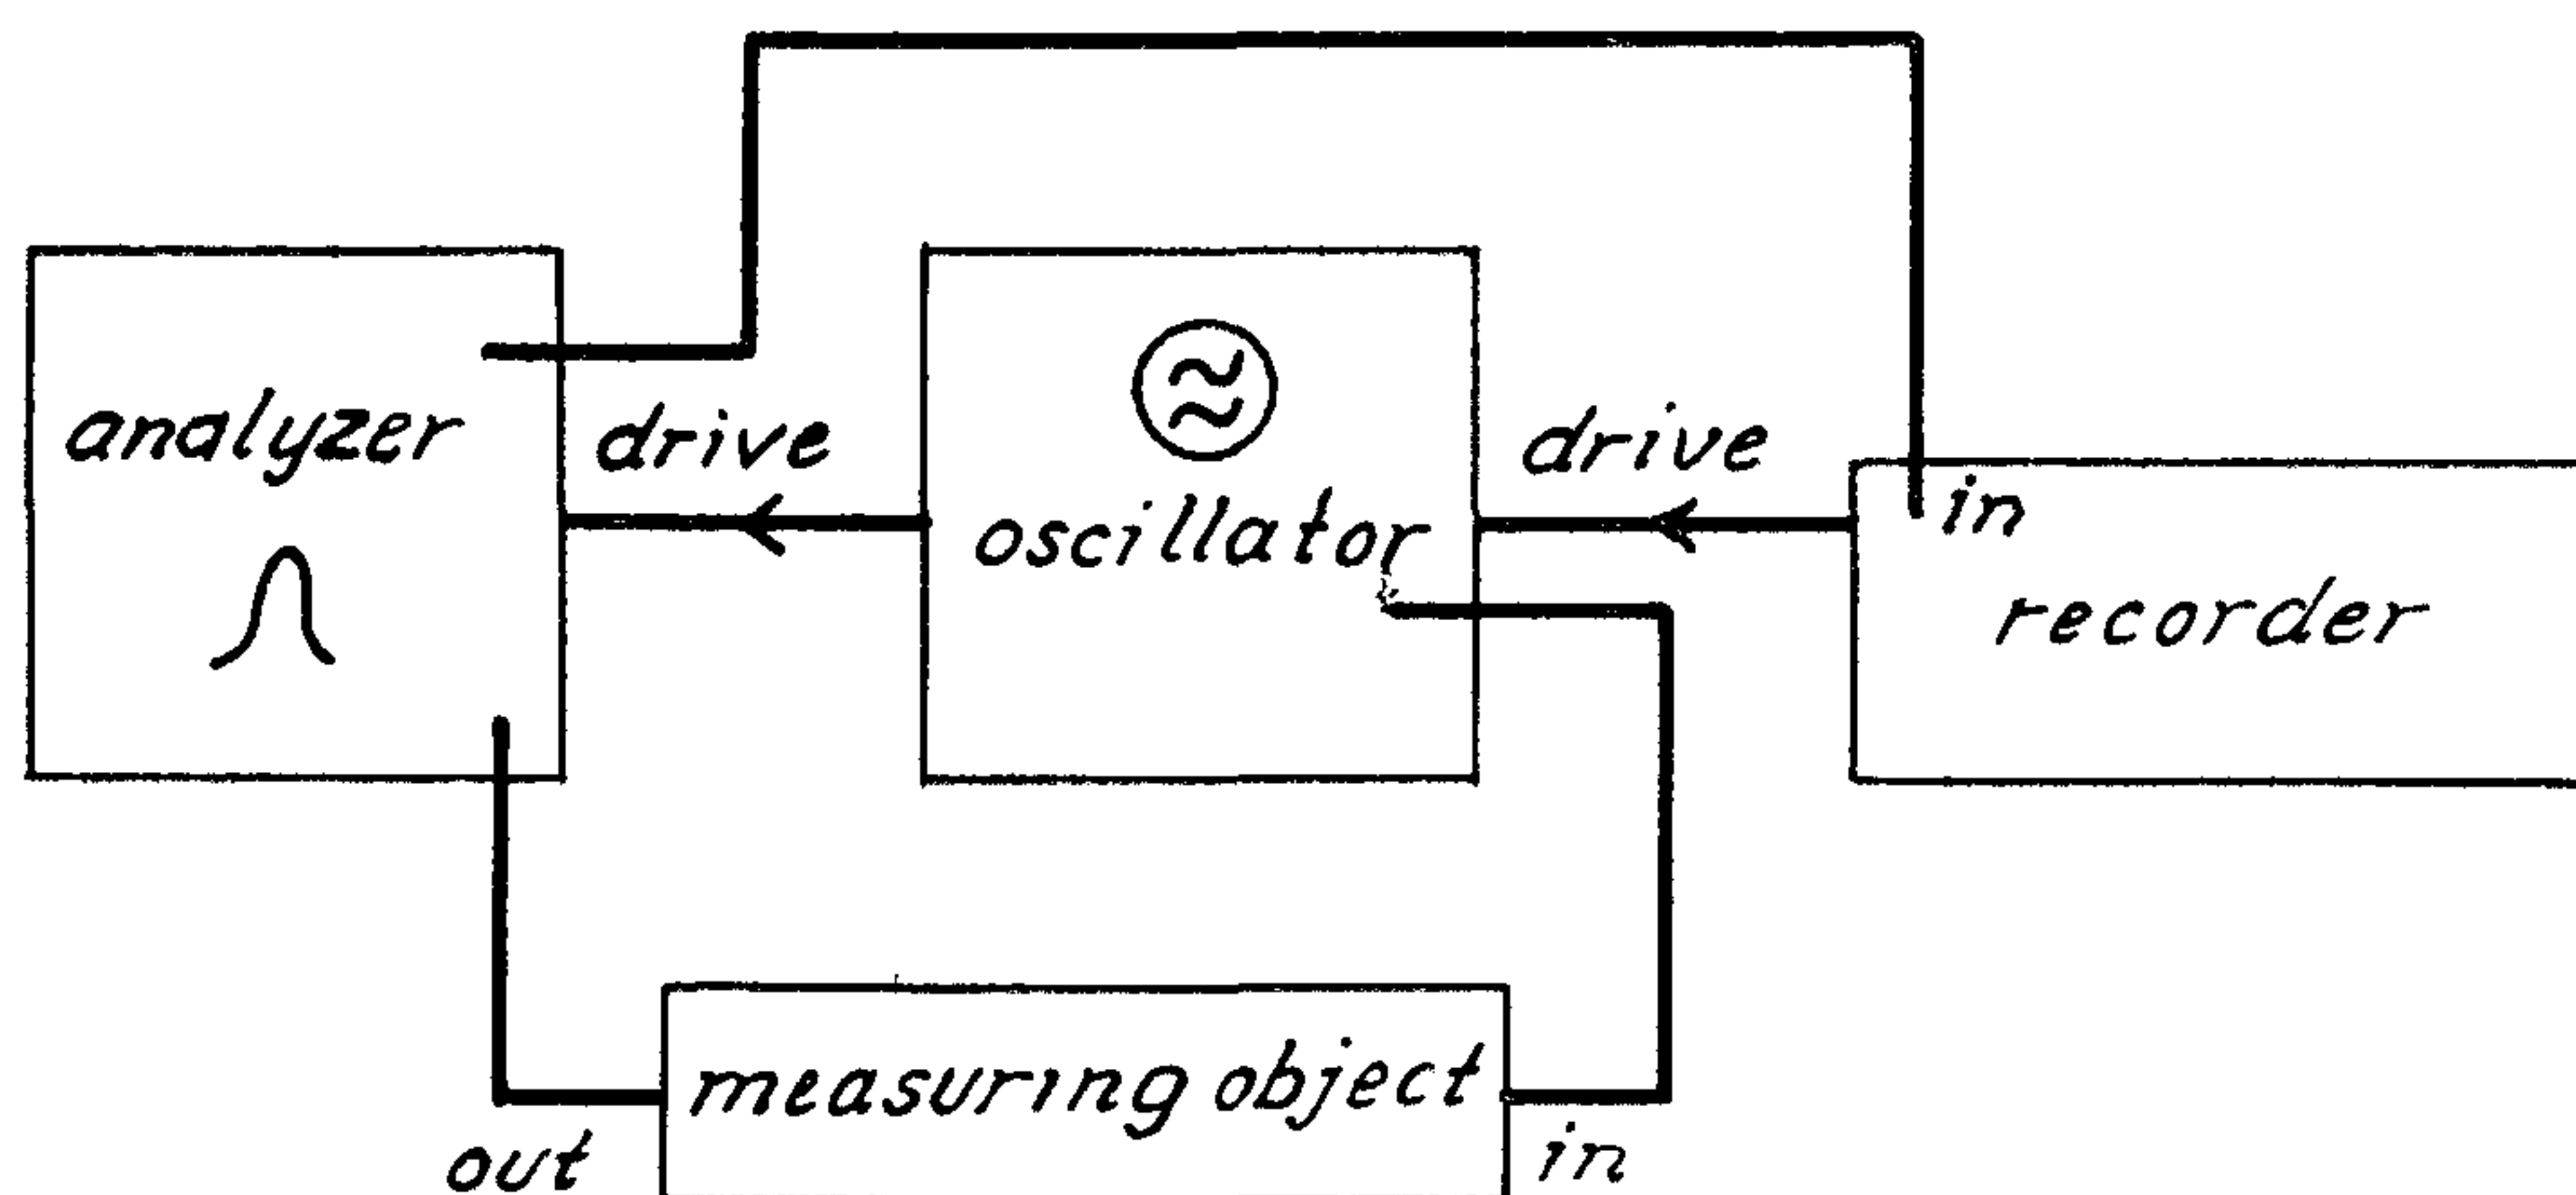 analyzer
drive
oscillator
drive
in
recorder
measuring object
out
in